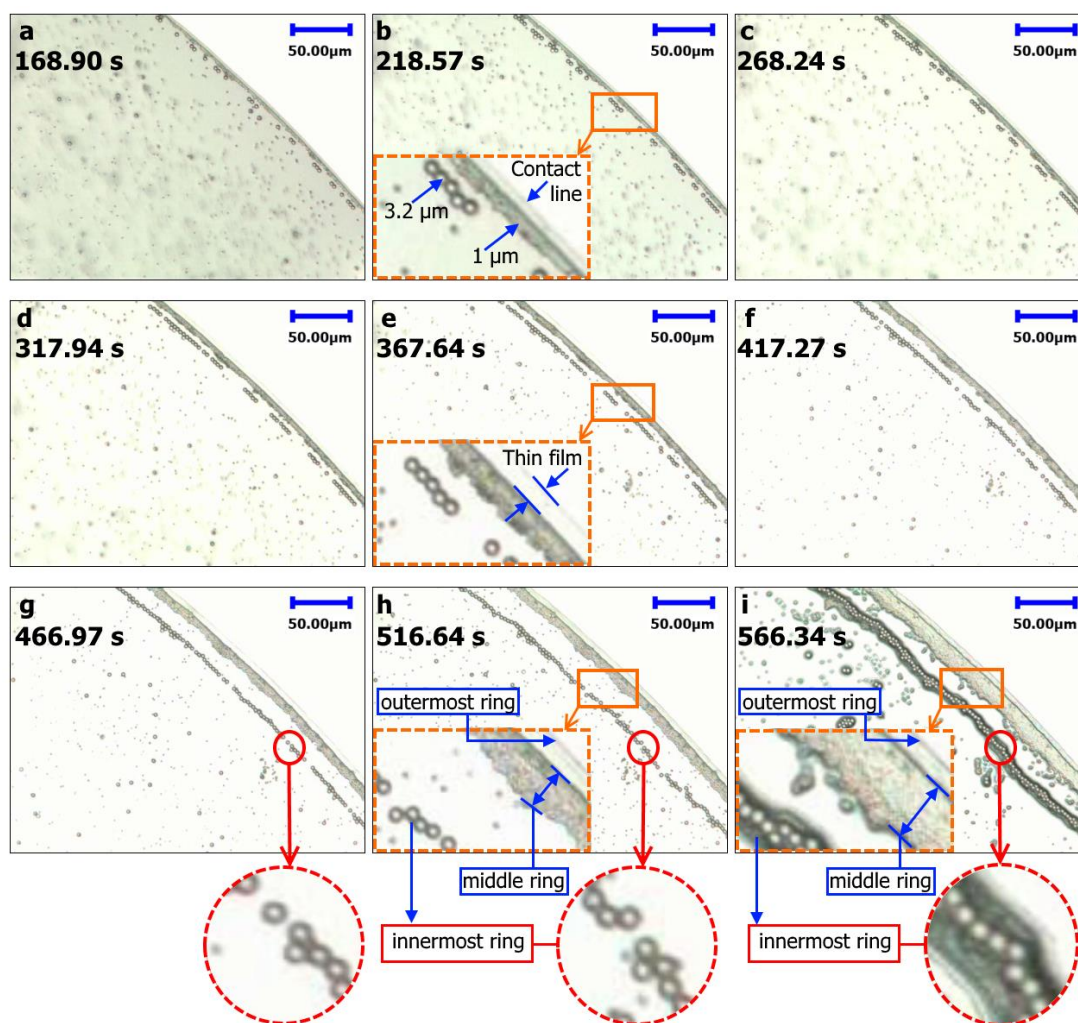 a
168.90 s
50.00µm
b
218.57 s
50.00µm
Contact
line
3.2 µm
1 µm
c
268.24 s
50.00µm
d
317.94 s
50.00µm
e
367.64 s
50.00µm
Thin film
f
417.27 s
50.00µm
g
466.97 s
50.00µm
h
516.64 s
50.00µm
outermost ring
middle ring
innermost ring
i
566.34 s
50.00µm
outermost ring
middle ring
innermost ring